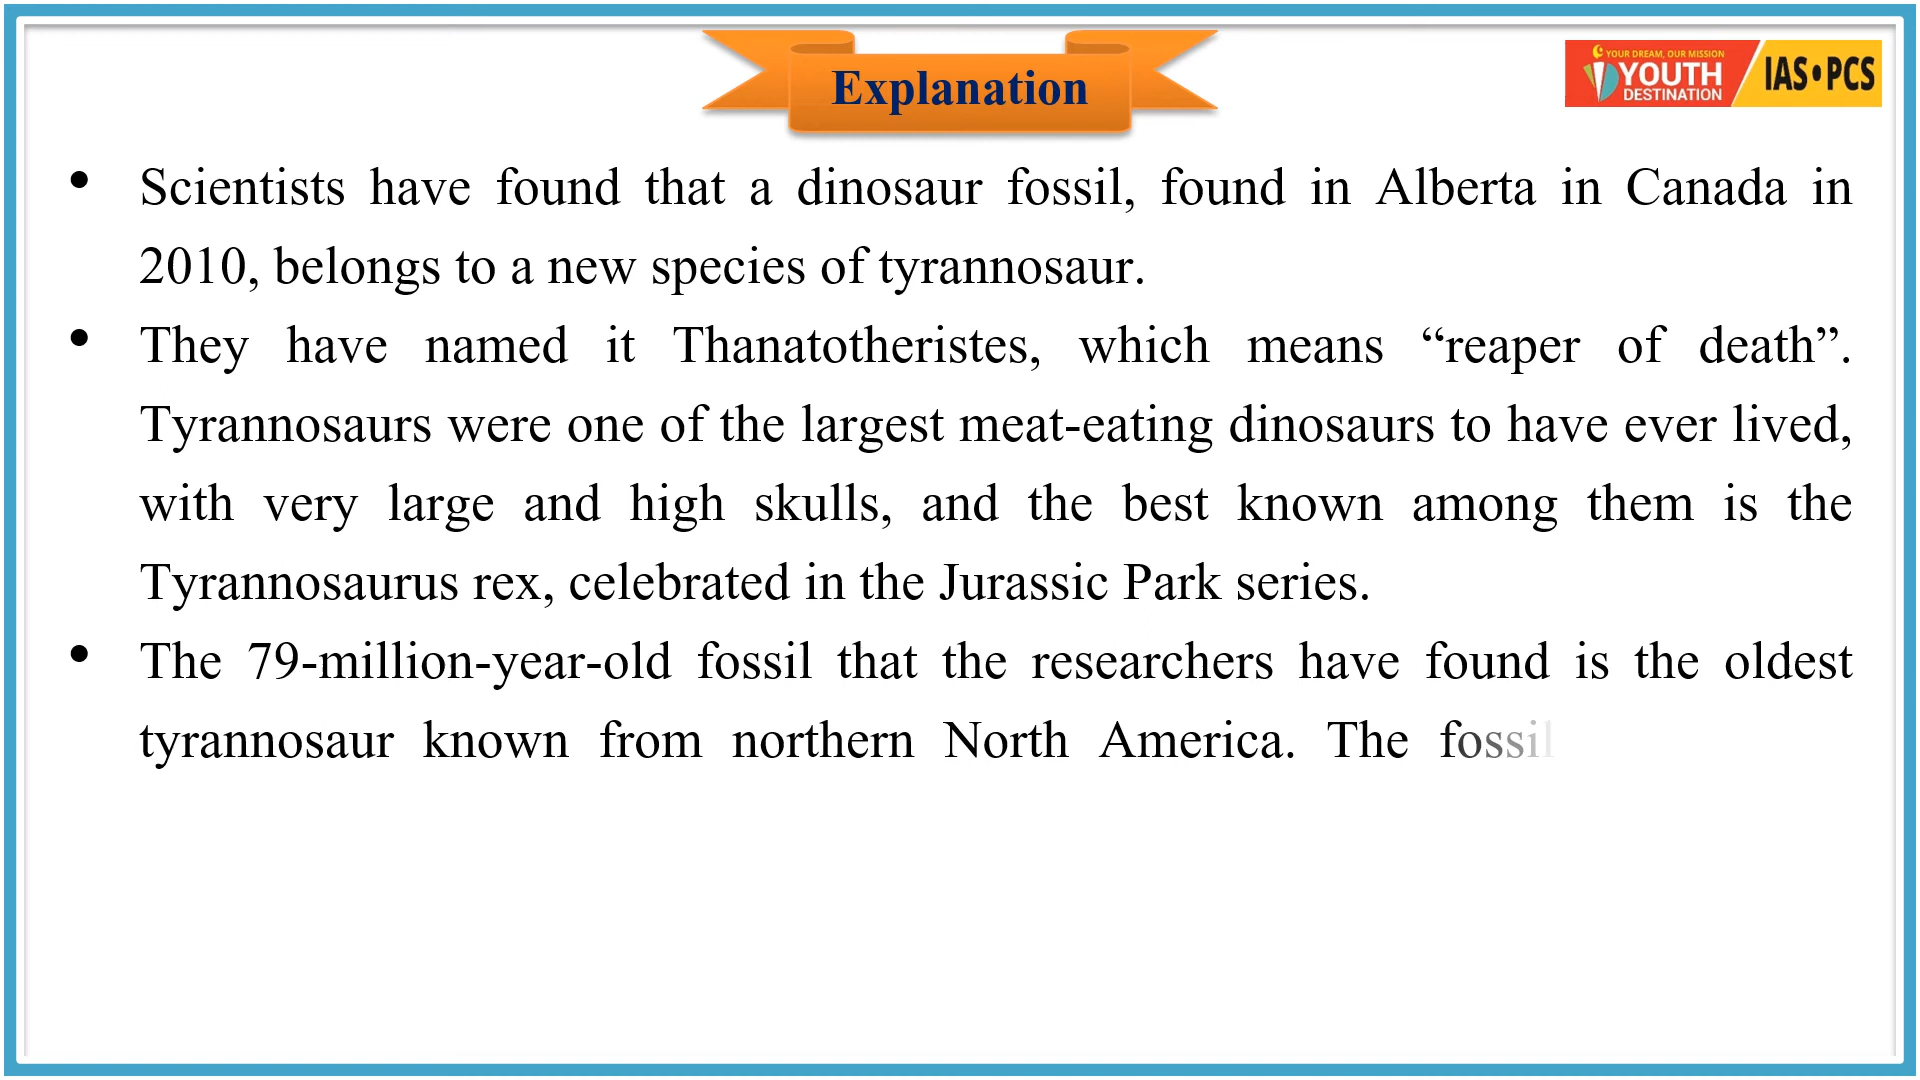 Explanation
YOUR DREAM, OUR MISSION
YOUTH
DESTINATION
IAS•PCS
• Scientists have found that a dinosaur fossil, found in Alberta in Canada in
2010, belongs to a new species of tyrannosaur.
• They have named it Thanatotheristes, which means “reaper of death”.
Tyrannosaurs were one of the largest meat-eating dinosaurs to have ever lived,
with very large and high skulls, and the best known among them is the
Tyrannosaurus rex, celebrated in the Jurassic Park series.
• The 79-million-year-old fossil that the researchers have found is the oldest
tyrannosaur known from northern North America. The fossil